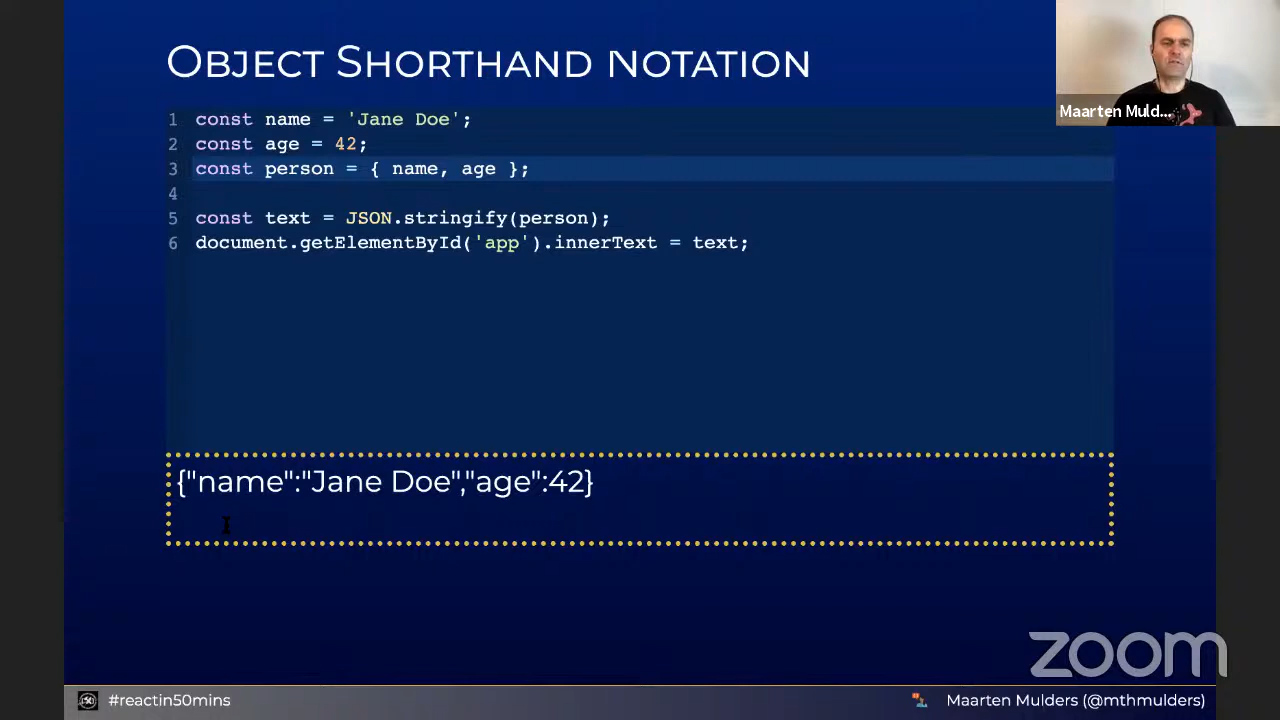 OBJECT SHORTHAND NOTATION
Maarten Muld...
1 const name = 'Jane Doe';
2 const age = 42;
3 const person = { name, age };
4
5 const text = JSON.stringify(person);
6 document.getElementById('app').innerText = text;
{"name":"Jane Doe","age":42}
zoom
#reactin50mins
Maarten Mulders (@mthmulders)